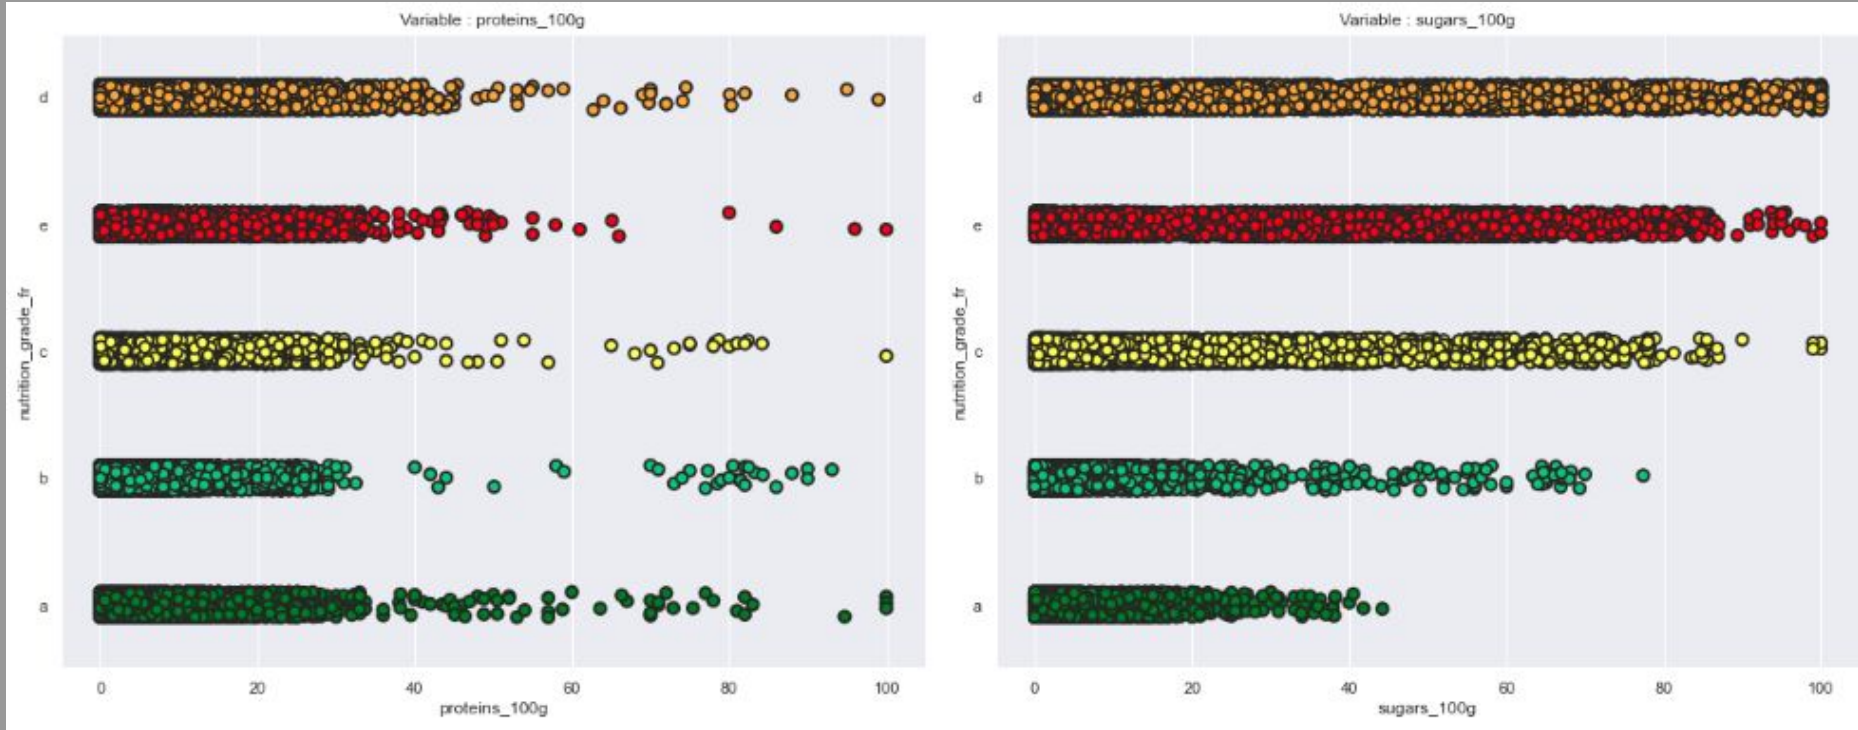 Variable : proteins_100g
nutrition_grade_fr
d
e
c
b
a
0 20 40 60 80 100
proteins_100g
Variable : sugars_100g
nutrition_grade_fr
d
e
c
b
a
0 20 40 60 80 100
sugars_100g